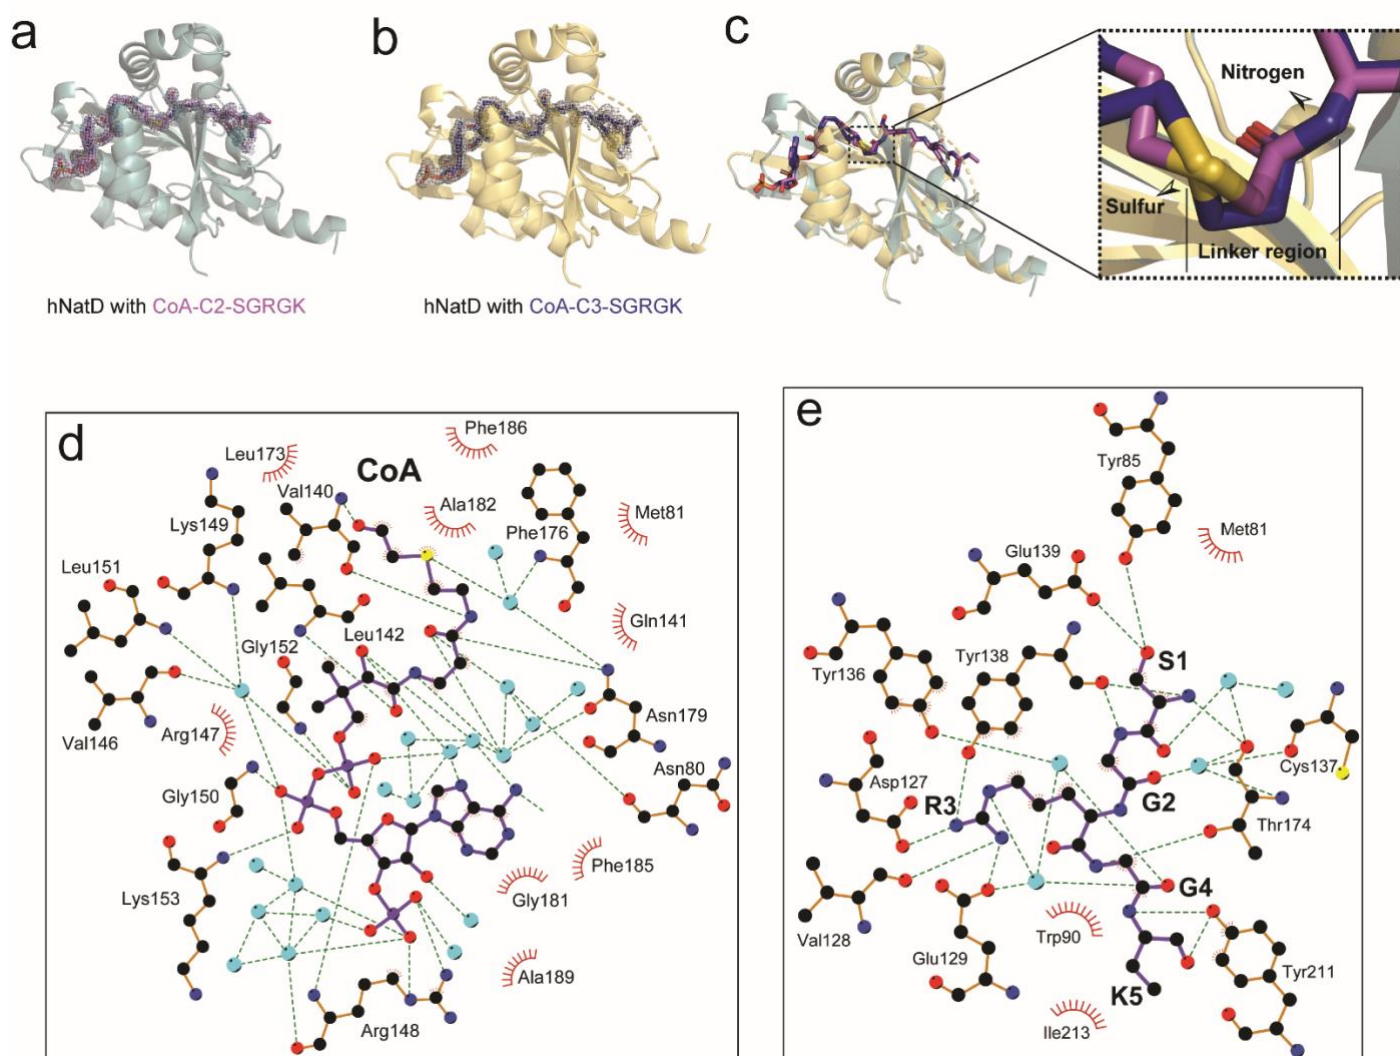 a
b
c
Nitrogen
Sulfur
Linker region
hNatD with CoA-C2-SGRGK
hNatD with CoA-C3-SGRGK
d
Phe186
Leu173
CoA
Val140
Ala182
Met81
Lys149
Phe176
Leu151
Gln141
Gly152
Leu142
Asn179
Val146
Arg147
Asn80
Gly150
Phe185
Lys153
Gly181
Ala189
Arg148
e
Tyr85
Met81
Glu139
S1
Tyr136
Tyr138
Cys137
Asp127
R3
G2
Thr174
G4
Val128
Glu129
Trp90
Tyr211
K5
Ile213